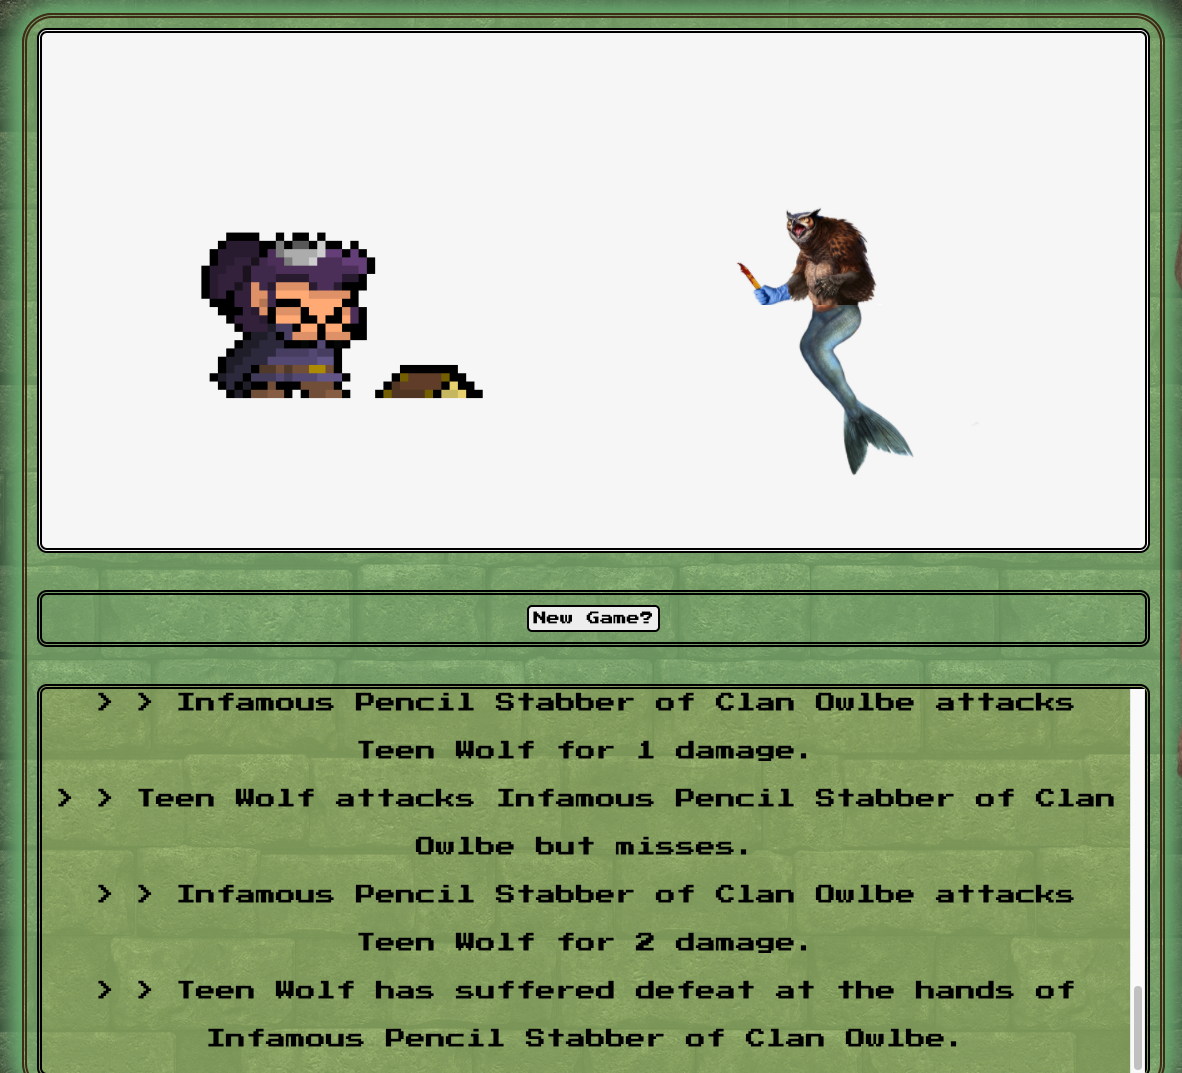 New Game?
> > Infamous Pencil Stabber of Clan Owlbe attacks
Teen Wolf for 1 damage.
> > Teen Wolf attacks Infamous Pencil Stabber of Clan
Owlbe but misses.
> > Infamous Pencil Stabber of Clan Owlbe attacks
Teen Wolf for 2 damage.
> > Teen Wolf has suffered defeat at the hands of
Infamous Pencil Stabber of Clan Owlbe.